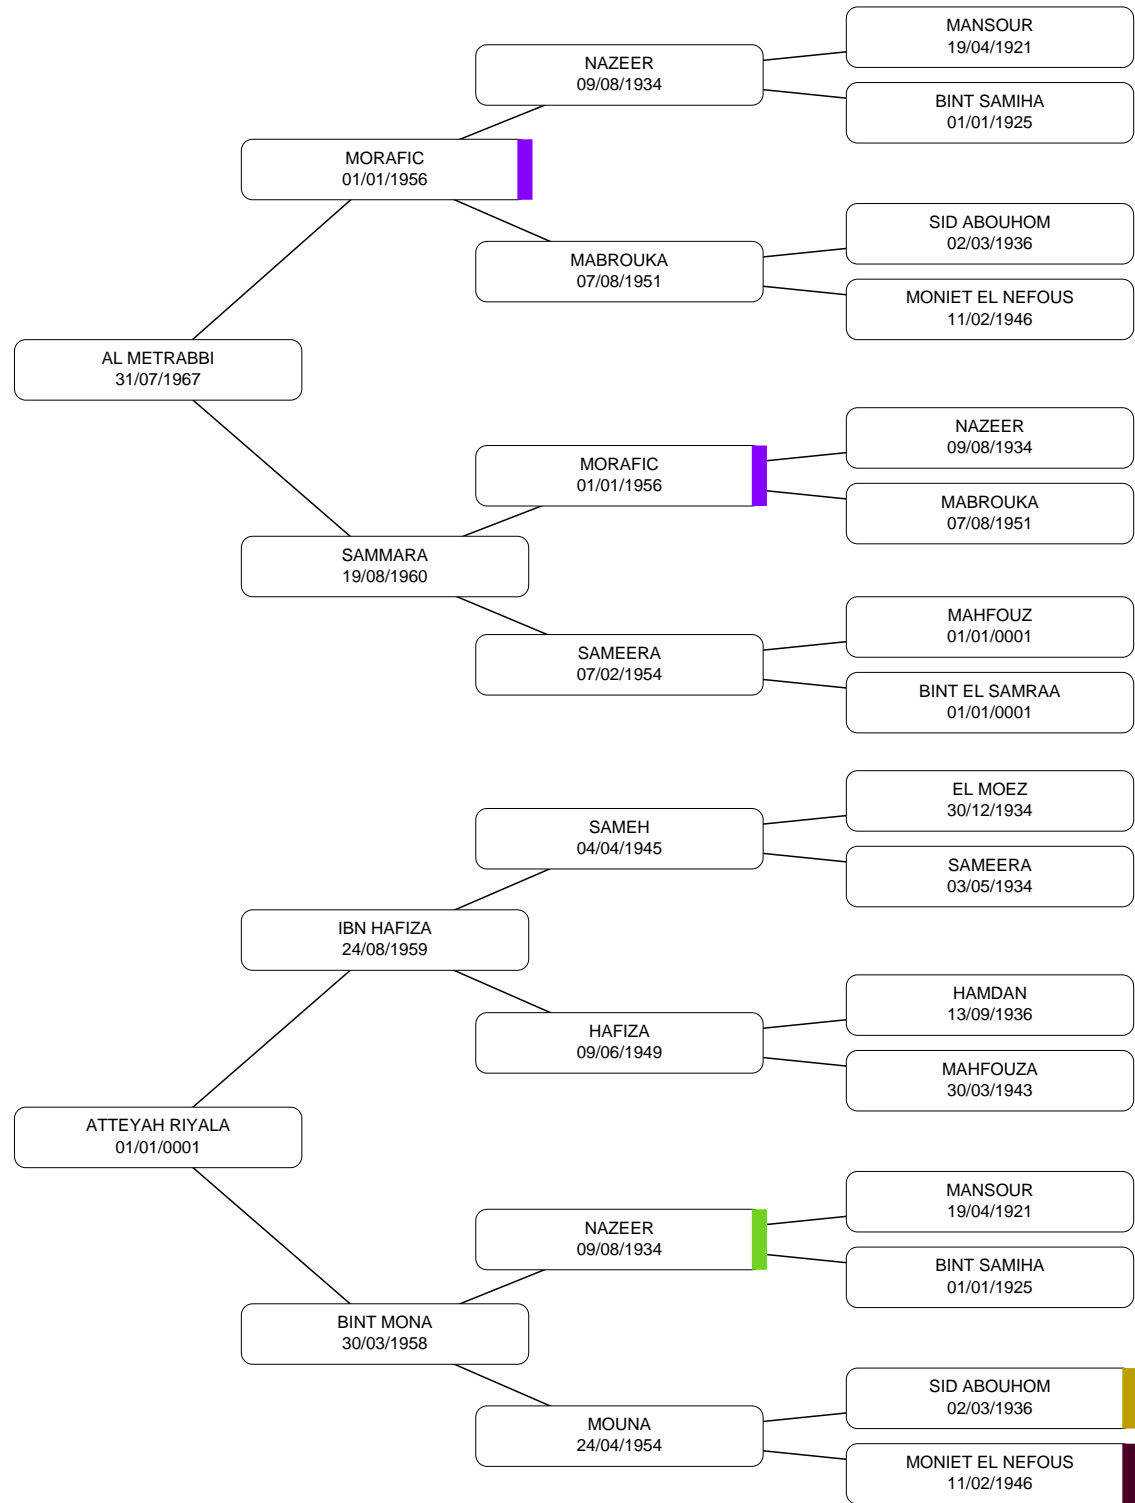 MANSOUR
19/04/1921
NAZEER
09/08/1934
BINT SAMIHA
01/01/1925
MORAFIC
01/01/1956
SID ABOUHOM
02/03/1936
MABROUKA
07/08/1951
MONIET EL NEFOUS
11/02/1946
AL METRABBI
31/07/1967
NAZEER
09/08/1934
MORAFIC
01/01/1956
MABROUKA
07/08/1951
SAMMARA
19/08/1960
MAHFOUZ
01/01/0001
SAMEERA
07/02/1954
BINT EL SAMRAA
01/01/0001
EL MOEZ
30/12/1934
SAMEH
04/04/1945
SAMEERA
03/05/1934
IBN HAFIZA
24/08/1959
HAMDAN
13/09/1936
HAFIZA
09/06/1949
MAHFOUZA
30/03/1943
ATTEYAH RIYALA
01/01/0001
MANSOUR
19/04/1921
NAZEER
09/08/1934
BINT SAMIHA
01/01/1925
BINT MONA
30/03/1958
SID ABOUHOM
02/03/1936
MOUNA
24/04/1954
MONIET EL NEFOUS
11/02/1946